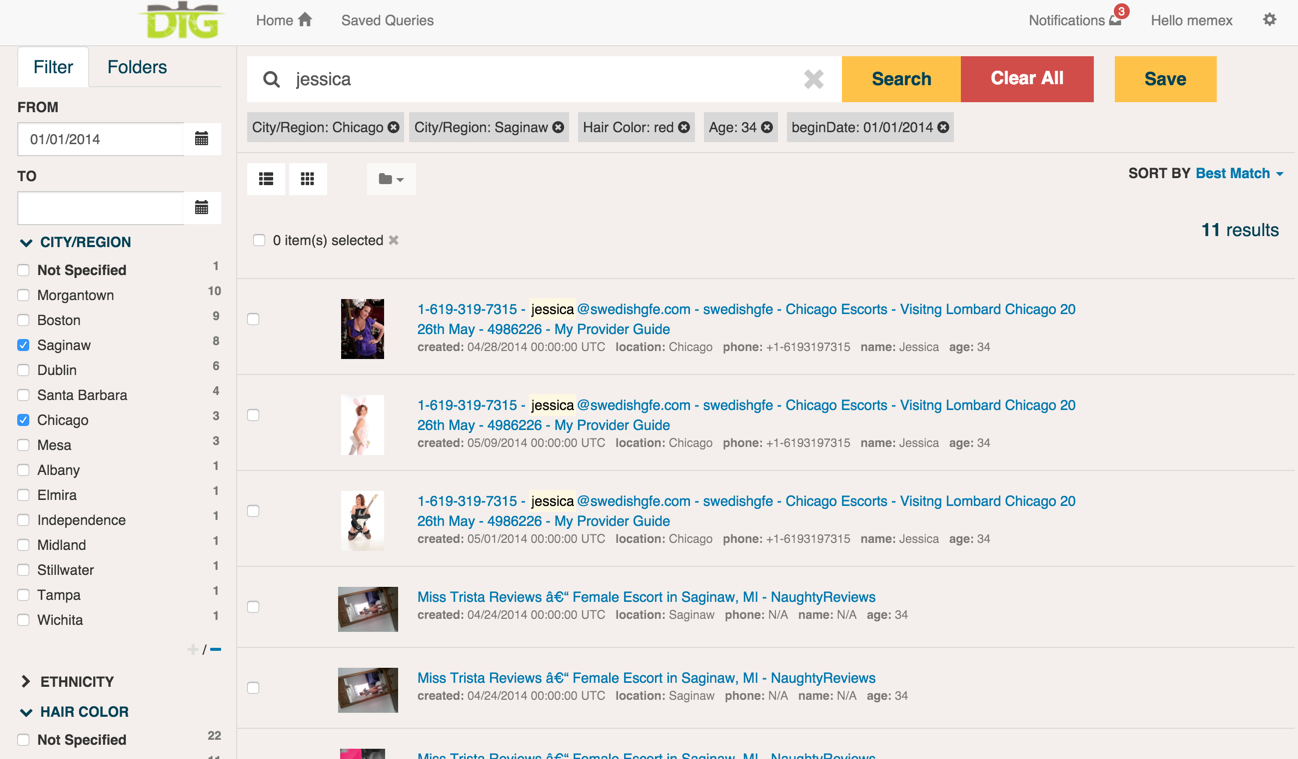 DIG
Home
Saved Queries
Notifications 3
Hello memex
Filter
Folders
FROM
01/01/2014
TO
CITY/REGION
Not Specified 1
Morgantown 10
Boston 9
Saginaw 8
Dublin 6
Santa Barbara 4
Chicago 3
Mesa 3
Albany 1
Elmira 1
Independence 1
Midland 1
Stillwater 1
Tampa 1
Wichita 1
+ / −
ETHNICITY
HAIR COLOR
Not Specified 22
jessica
Search
Clear All
Save
City/Region: Chicago
City/Region: Saginaw
Hair Color: red
Age: 34
beginDate: 01/01/2014
SORT BY Best Match
11 results
0 item(s) selected
1-619-319-7315 - jessica @swedishgfe.com - swedishgfe - Chicago Escorts - Visitng Lombard Chicago 20
26th May - 4986226 - My Provider Guide
created: 04/28/2014 00:00:00 UTC location: Chicago phone: +1-6193197315 name: Jessica age: 34
1-619-319-7315 - jessica @swedishgfe.com - swedishgfe - Chicago Escorts - Visitng Lombard Chicago 20
26th May - 4986226 - My Provider Guide
created: 05/09/2014 00:00:00 UTC location: Chicago phone: +1-6193197315 name: Jessica age: 34
1-619-319-7315 - jessica @swedishgfe.com - swedishgfe - Chicago Escorts - Visitng Lombard Chicago 20
26th May - 4986226 - My Provider Guide
created: 05/01/2014 00:00:00 UTC location: Chicago phone: +1-6193197315 name: Jessica age: 34
Miss Trista Reviews â€“ Female Escort in Saginaw, MI - NaughtyReviews
created: 04/24/2014 00:00:00 UTC location: Saginaw phone: N/A name: N/A age: 34
Miss Trista Reviews â€“ Female Escort in Saginaw, MI - NaughtyReviews
created: 04/24/2014 00:00:00 UTC location: Saginaw phone: N/A name: N/A age: 34
Miss Trista Reviews â€“ Female Escort in Saginaw, MI - NaughtyReviews